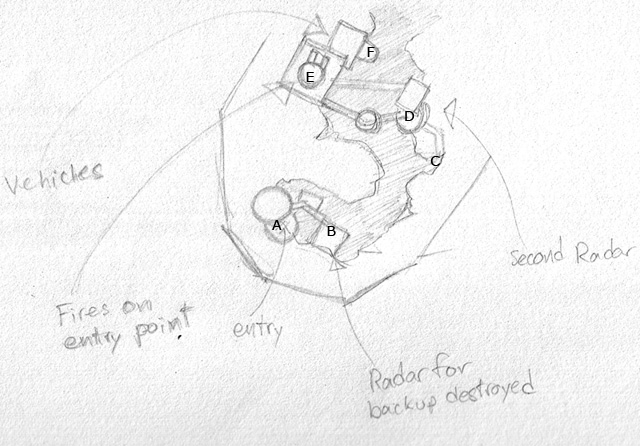 F
E
D
C
A
B
Vehicles
Second Radar
Fires on
entry point.
entry
Radar for
backup destroyed